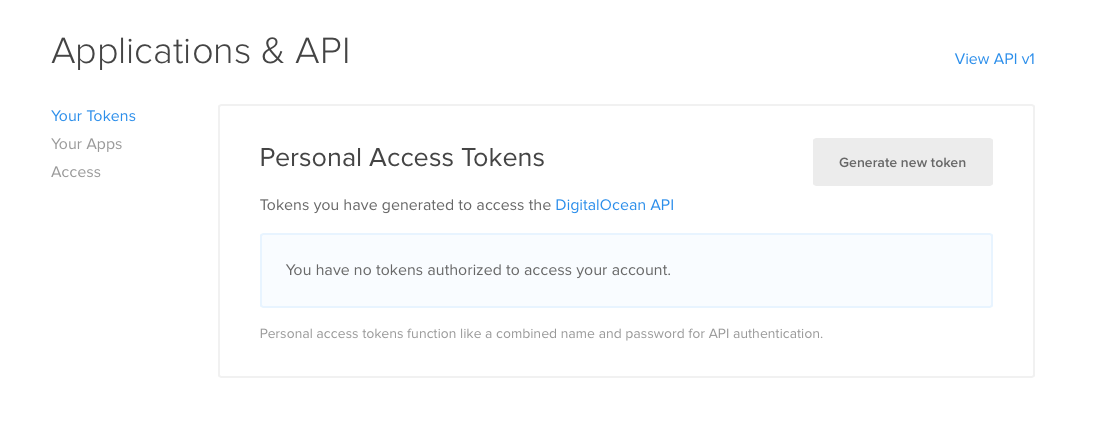 Applications & API
View API v1
Your Tokens
Your Apps
Access
Personal Access Tokens
Generate new token
Tokens you have generated to access the DigitalOcean API
You have no tokens authorized to access your account.
Personal access tokens function like a combined name and password for API authentication.